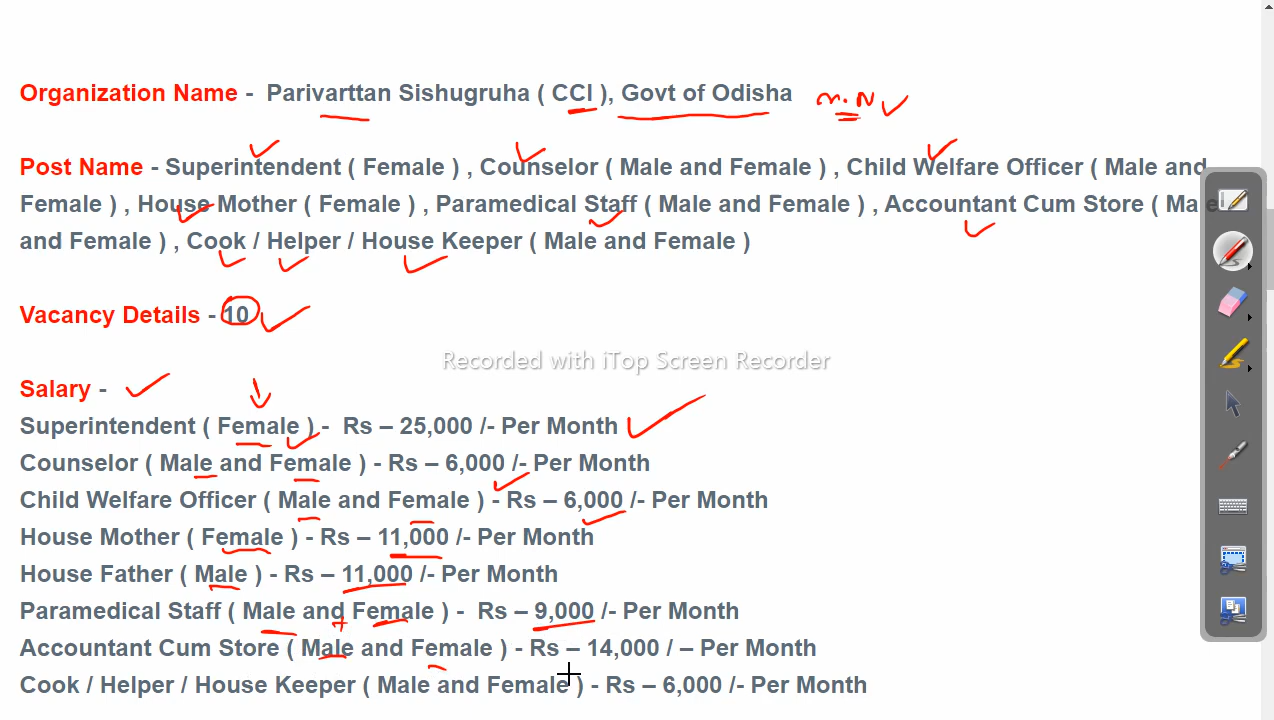 Organization Name - Parivarttan Sishugruha ( CCI ), Govt of Odisha
Post Name - Superintendent ( Female ) , Counselor ( Male and Female ) , Child Welfare Officer ( Male and
Female ) , House Mother ( Female ) , Paramedical Staff ( Male and Female ) , Accountant Cum Store ( Male
and Female ) , Cook / Helper / House Keeper ( Male and Female )
Vacancy Details - 10
Recorded with iTop Screen Recorder
Salary -
Superintendent ( Female ) - Rs – 25,000 /- Per Month
Counselor ( Male and Female ) - Rs – 6,000 /- Per Month
Child Welfare Officer ( Male and Female ) - Rs – 6,000 /- Per Month
House Mother ( Female ) - Rs – 11,000 /- Per Month
House Father ( Male ) - Rs – 11,000 /- Per Month
Paramedical Staff ( Male and Female ) - Rs – 9,000 /- Per Month
Accountant Cum Store ( Male and Female ) - Rs – 14,000 / – Per Month
Cook / Helper / House Keeper ( Male and Female ) - Rs – 6,000 /- Per Month